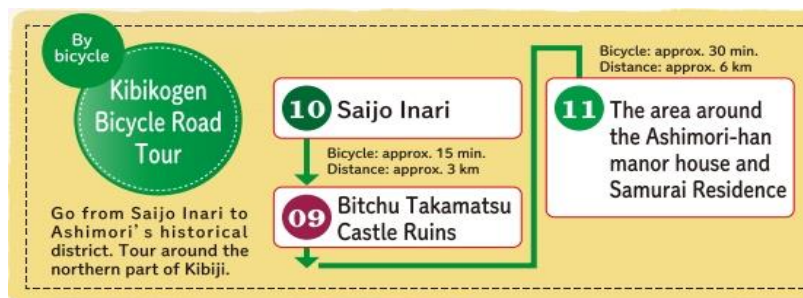 By
bicycle
Kibikogen
Bicycle Road
Tour
Go from Saijo Inari to
Ashimori's historical
district. Tour around the
northern part of Kibiji.
10 Saijo Inari
Bicycle: approx. 15 min.
Distance: approx. 3 km
09 Bitchu Takamatsu
Castle Ruins
Bicycle: approx. 30 min.
Distance: approx. 6 km
11 The area around
the Ashimori-han
manor house and
Samurai Residence